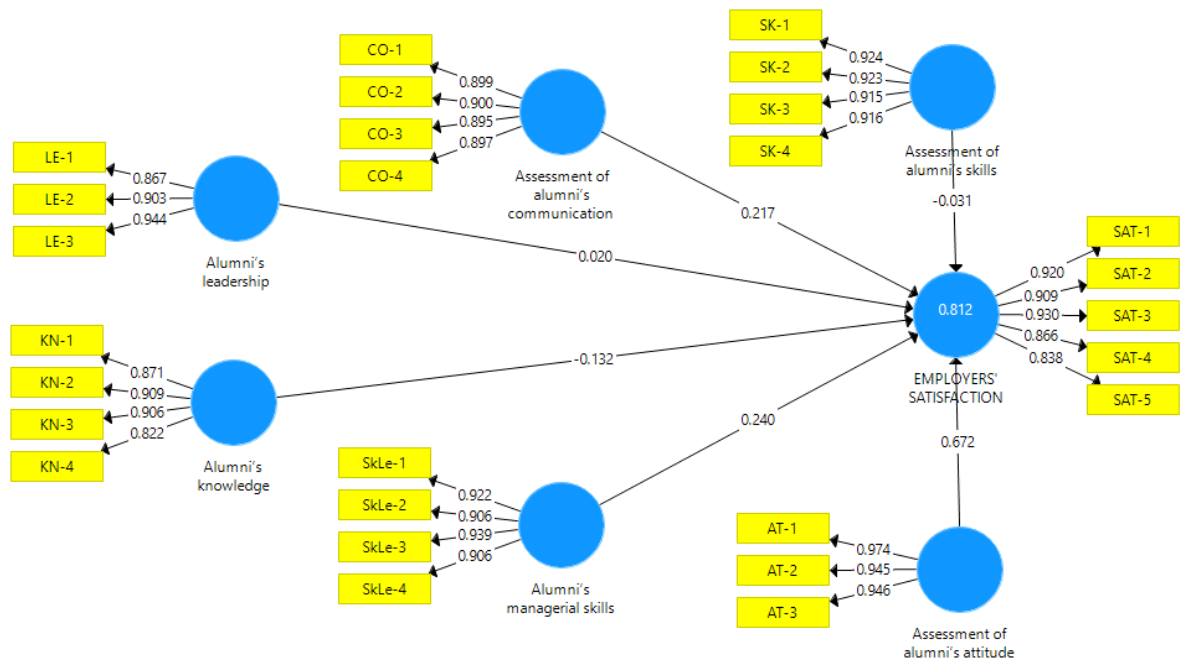 CO-1
CO-2
CO-3
CO-4
0.899
0.900
0.895
0.897
Assessment of
alumni's
communication
SK-1
SK-2
SK-3
SK-4
0.924
0.923
0.915
0.916
Assessment of
alumni's skills
LE-1
LE-2
LE-3
0.867
0.903
0.944
Alumni's
leadership
0.217
-0.031
0.020
SAT-1
SAT-2
SAT-3
SAT-4
SAT-5
0.920
0.909
0.930
0.866
0.838
0.812
EMPLOYERS'
SATISFACTION
KN-1
KN-2
KN-3
KN-4
0.871
0.909
0.906
0.822
Alumni's
knowledge
-0.132
0.240
0.672
SkLe-1
SkLe-2
SkLe-3
SkLe-4
0.922
0.906
0.939
0.906
Alumni's
managerial skills
AT-1
AT-2
AT-3
0.974
0.945
0.946
Assessment of
alumni's attitude